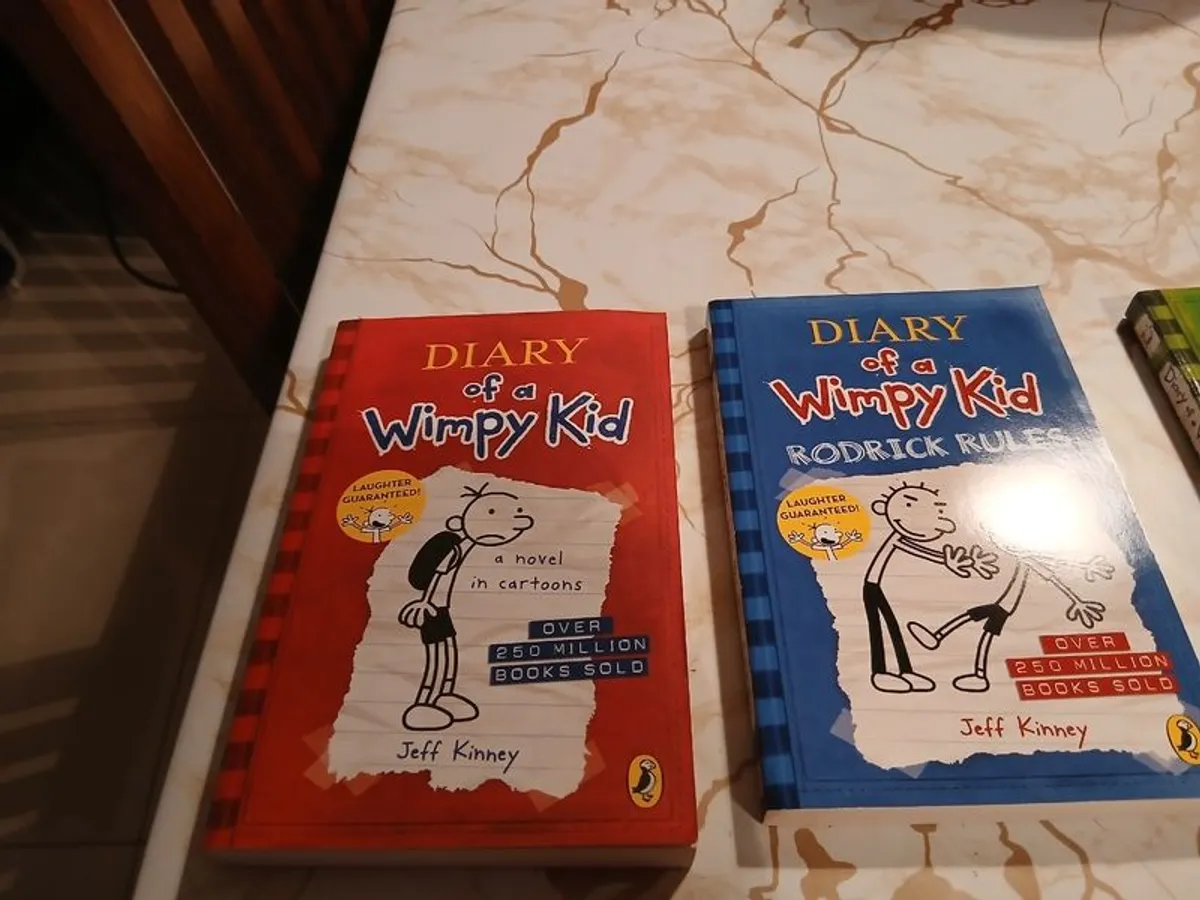 DIARY
of a
Wimpy Kid
LAUGHTER
GUARANTEED!
a novel
in cartoons
OVER
250 MILLION
BOOKS SOLD
Jeff Kinney
DIARY
of a
Wimpy Kid
RODRICK RULES
LAUGHTER
GUARANTEED!
OVER
250 MILLION
BOOKS SOLD
Jeff Kinney
Diary